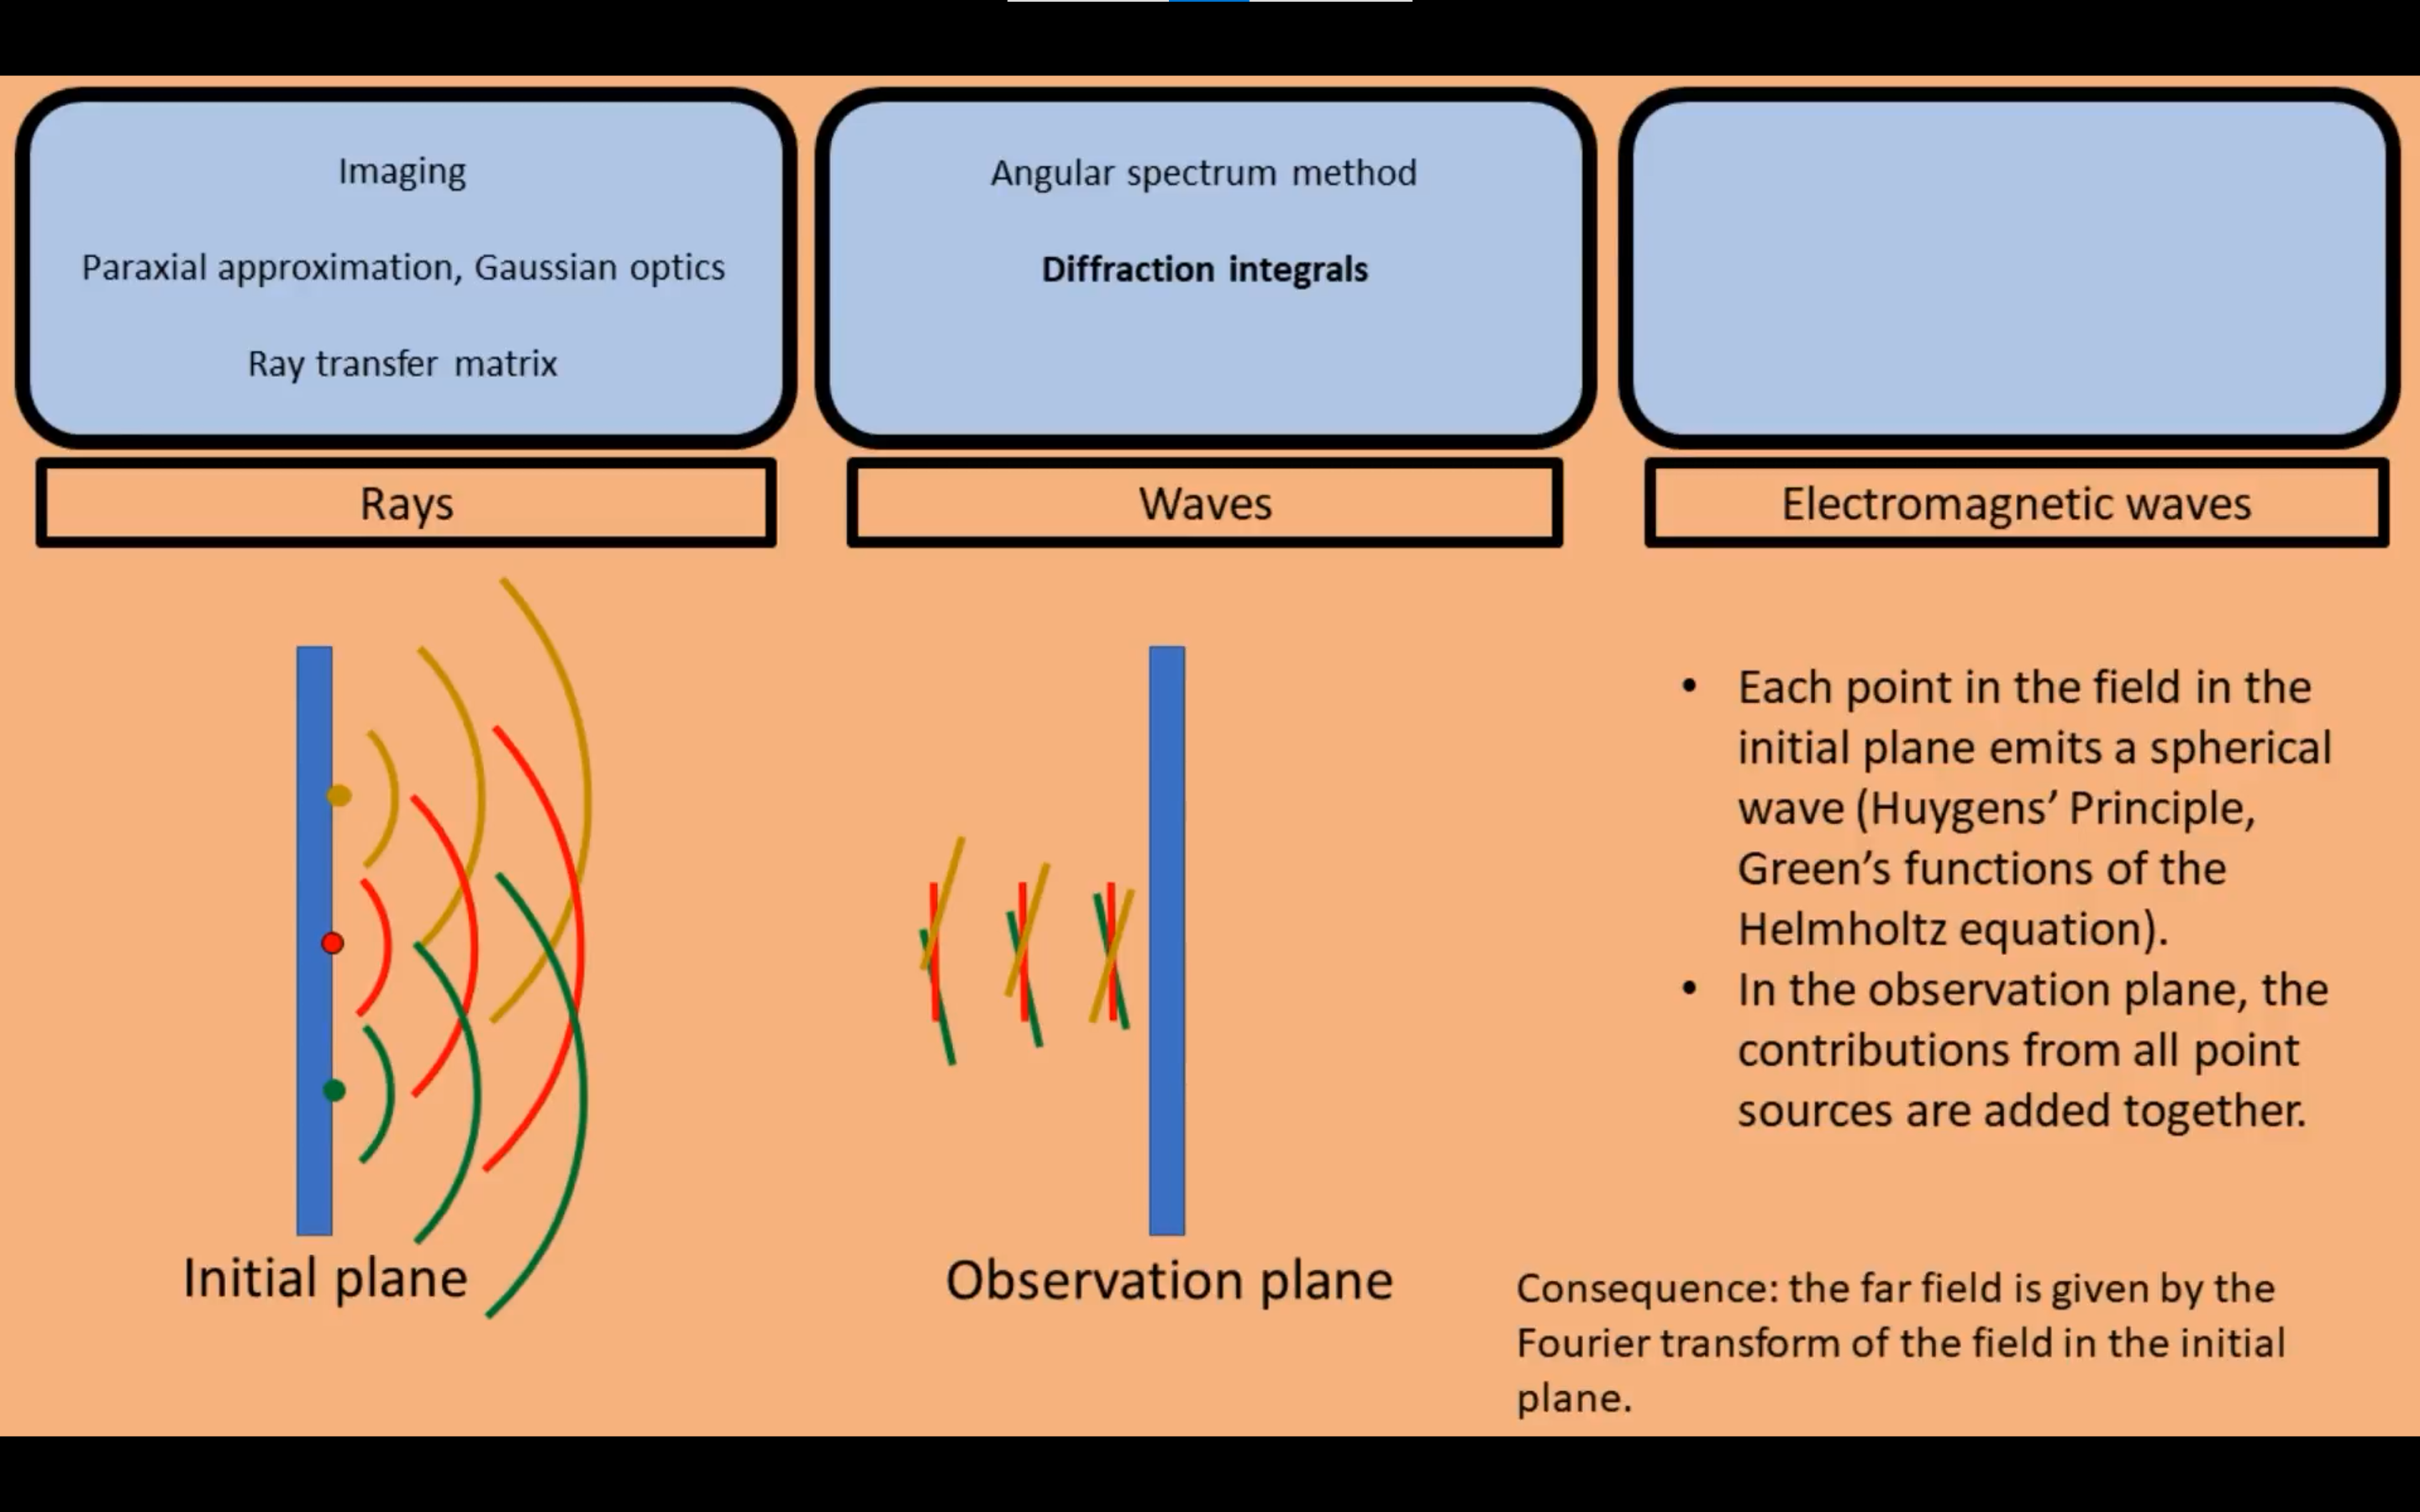 Imaging
Paraxial approximation, Gaussian optics
Ray transfer matrix
Angular spectrum method
Diffraction integrals
Rays
Waves
Electromagnetic waves
Initial plane
Observation plane
• Each point in the field in the
initial plane emits a spherical
wave (Huygens’ Principle,
Green’s functions of the
Helmholtz equation).
• In the observation plane, the
contributions from all point
sources are added together.
Consequence: the far field is given by the
Fourier transform of the field in the initial
plane.